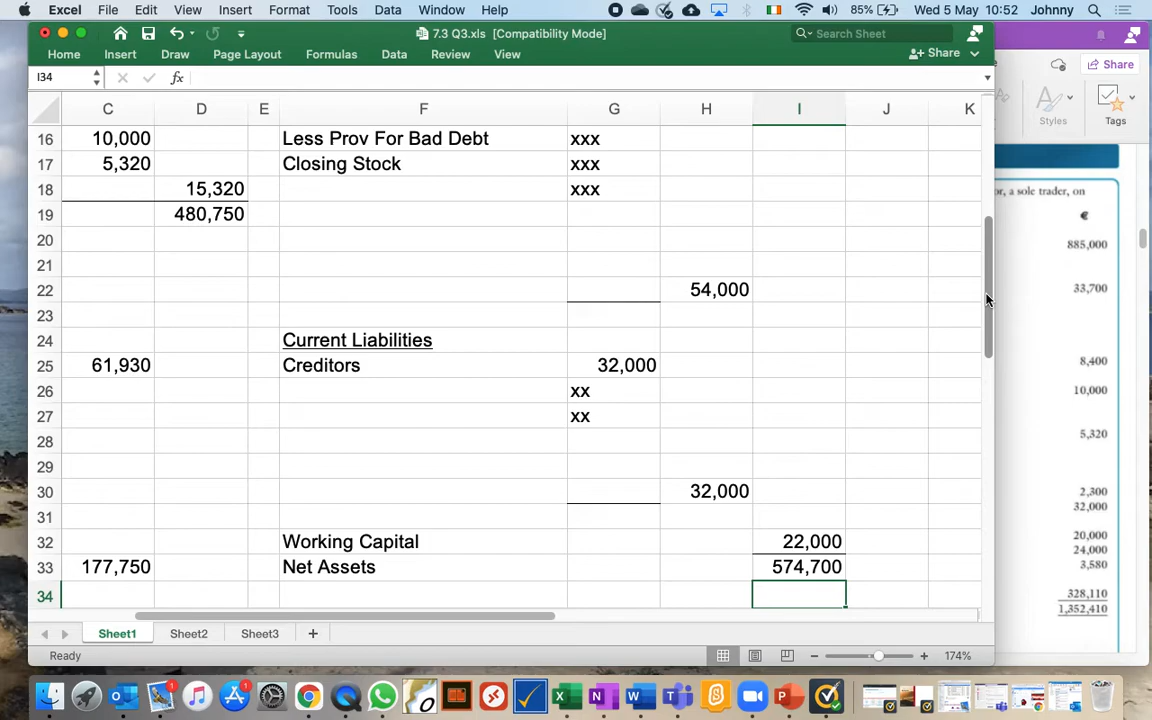 Excel File Edit View Insert Format Tools Data Window Help 85% Wed 5 May 10:52 Johnny
7.3 Q3.xls [Compatibility Mode] Search Sheet
Home Insert Draw Page Layout Formulas Data Review View Share
Share
I34 fx
Styles Tags
C D E F G H I J K
16 10,000 Less Prov For Bad Debt xxx
17 5,320 Closing Stock xxx
18 15,320 xxx
19 480,750
20
21
22 54,000
23
24 Current Liabilities
25 61,930 Creditors 32,000
26 xx
27 xx
28
29
30 32,000
31
32 Working Capital 22,000
33 177,750 Net Assets 574,700
34
or, a sole trader, on
€
885,000
33,700
8,400
10,000
5,320
2,300
32,000
20,000
24,000
3,580
328,110
1,352,410
Sheet1 Sheet2 Sheet3 +
Ready 174%